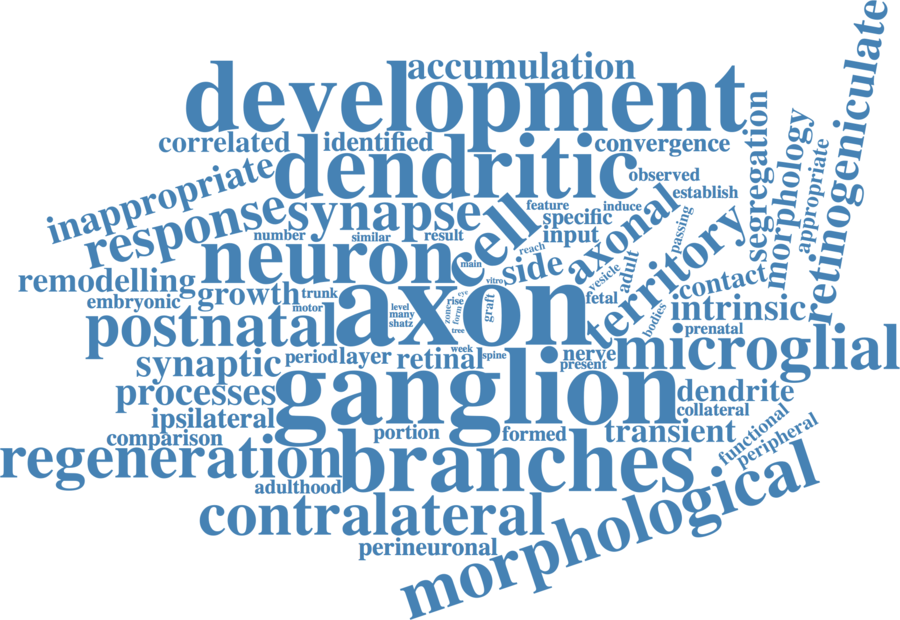 development
accumulation
correlated
identified
convergence
dendritic
observed
inappropriate
response
synapse
cell
feature
induce
specific
establish
axonal
segregation
morphology
appropriate
retinogeniculate
number
similar
result
input
passing
territory
neuron
reach
main
side
vitro
vesicle
adult
contact
remodelling
embryonic
growth
trunk
motor
axon
level
many
shatz
zone
rise
eye
form
tree
graft
fetal
bodies
intrinsic
postnatal
prenatal
synaptic
period
layer
retinal
week
spine
nerve
present
microglial
processes
ganglion
dendrite
collateral
ipsilateral
comparison
portion
formed
transient
functional
peripheral
regeneration
branches
adulthood
contralateral
morphological
perineuronal